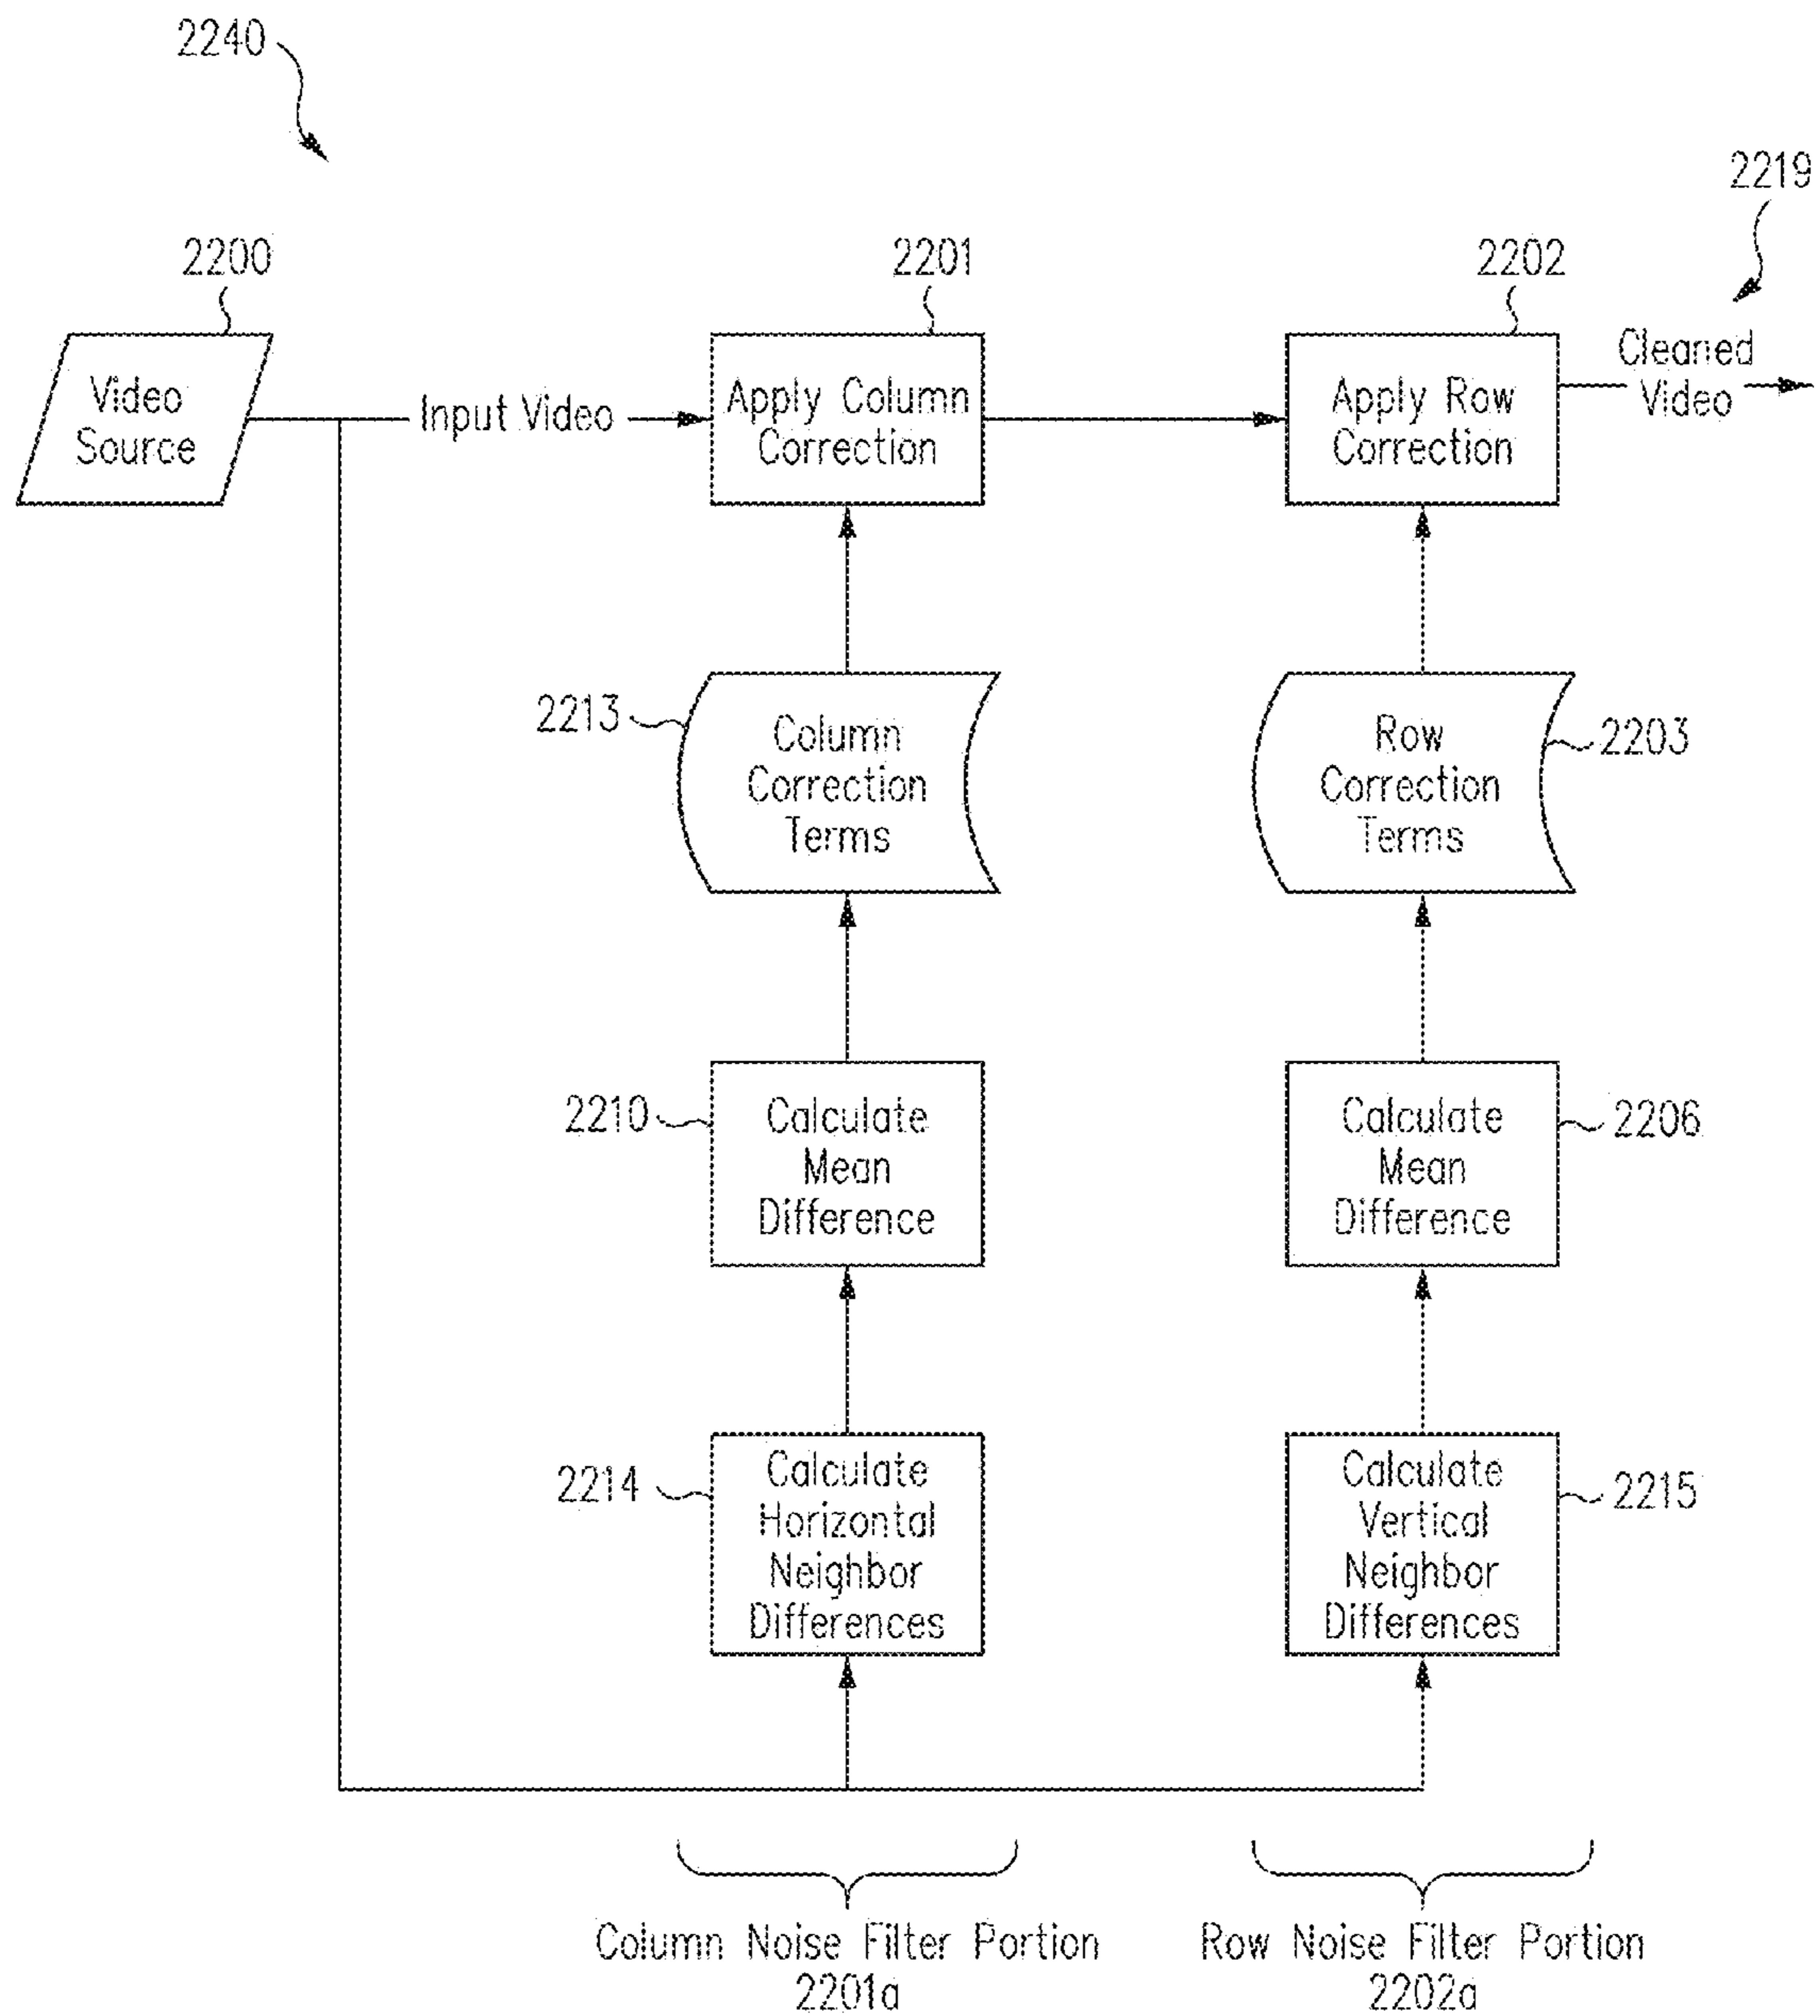 2240
2219
2200
2201
2202
Video
Source
Input Video
Apply Column
Correction
Apply Row
Correction
Cleaned
Video
2213
Column
Correction
Terms
Row
Correction
Terms
2203
2210
Calculate
Mean
Difference
Calculate
Mean
Difference
2206
2214
Calculate
Horizontal
Neighbor
Differences
Calculate
Vertical
Neighbor
Differences
2215
Column Noise Filter Portion
2201a
Row Noise Filter Portion
2202a